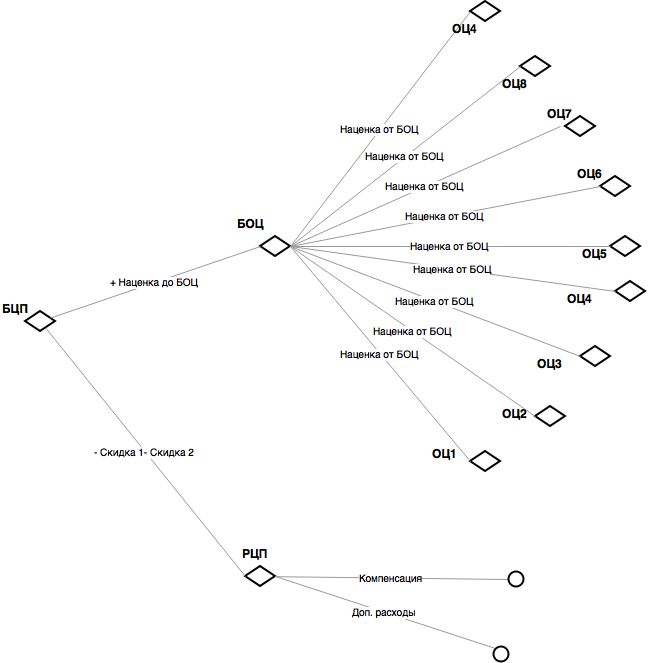 ОЦ4
ОЦ8
ОЦ7
Наценка от БОЦ
Наценка от БОЦ
ОЦ6
Наценка от БОЦ
Наценка от БОЦ
БОЦ
Наценка от БОЦ
ОЦ5
Наценка от БОЦ
+ Наценка до БОЦ
ОЦ4
Наценка от БОЦ
БЦП
Наценка от БОЦ
Наценка от БОЦ
ОЦ3
ОЦ2
- Скидка 1- Скидка 2
ОЦ1
РЦП
Компенсация
Доп. расходы